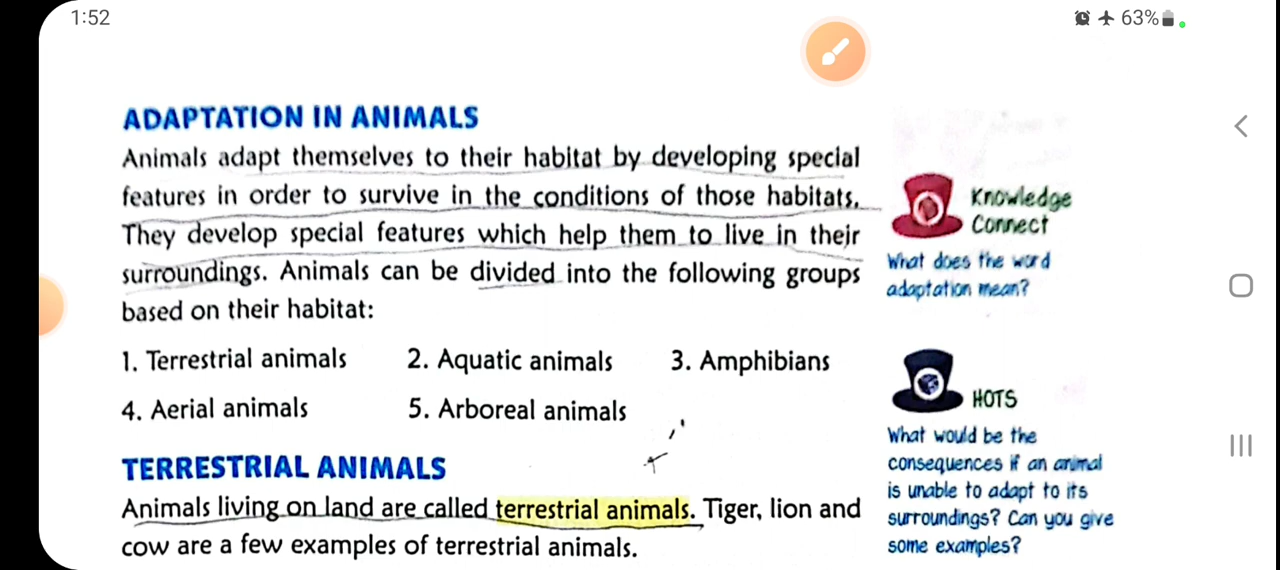 1:52
63%
ADAPTATION IN ANIMALS
Animals adapt themselves to their habitat by developing special
features in order to survive in the conditions of those habitats.
They develop special features which help them to live in their
surroundings. Animals can be divided into the following groups
based on their habitat:
1. Terrestrial animals 2. Aquatic animals 3. Amphibians
4. Aerial animals 5. Arboreal animals
TERRESTRIAL ANIMALS
Animals living on land are called terrestrial animals. Tiger, lion and
cow are a few examples of terrestrial animals.
Knowledge
Connect
What does the word
adaptation mean?
HOTS
What would be the
consequences if an animal
is unable to adapt to its
surroundings? Can you give
some examples?